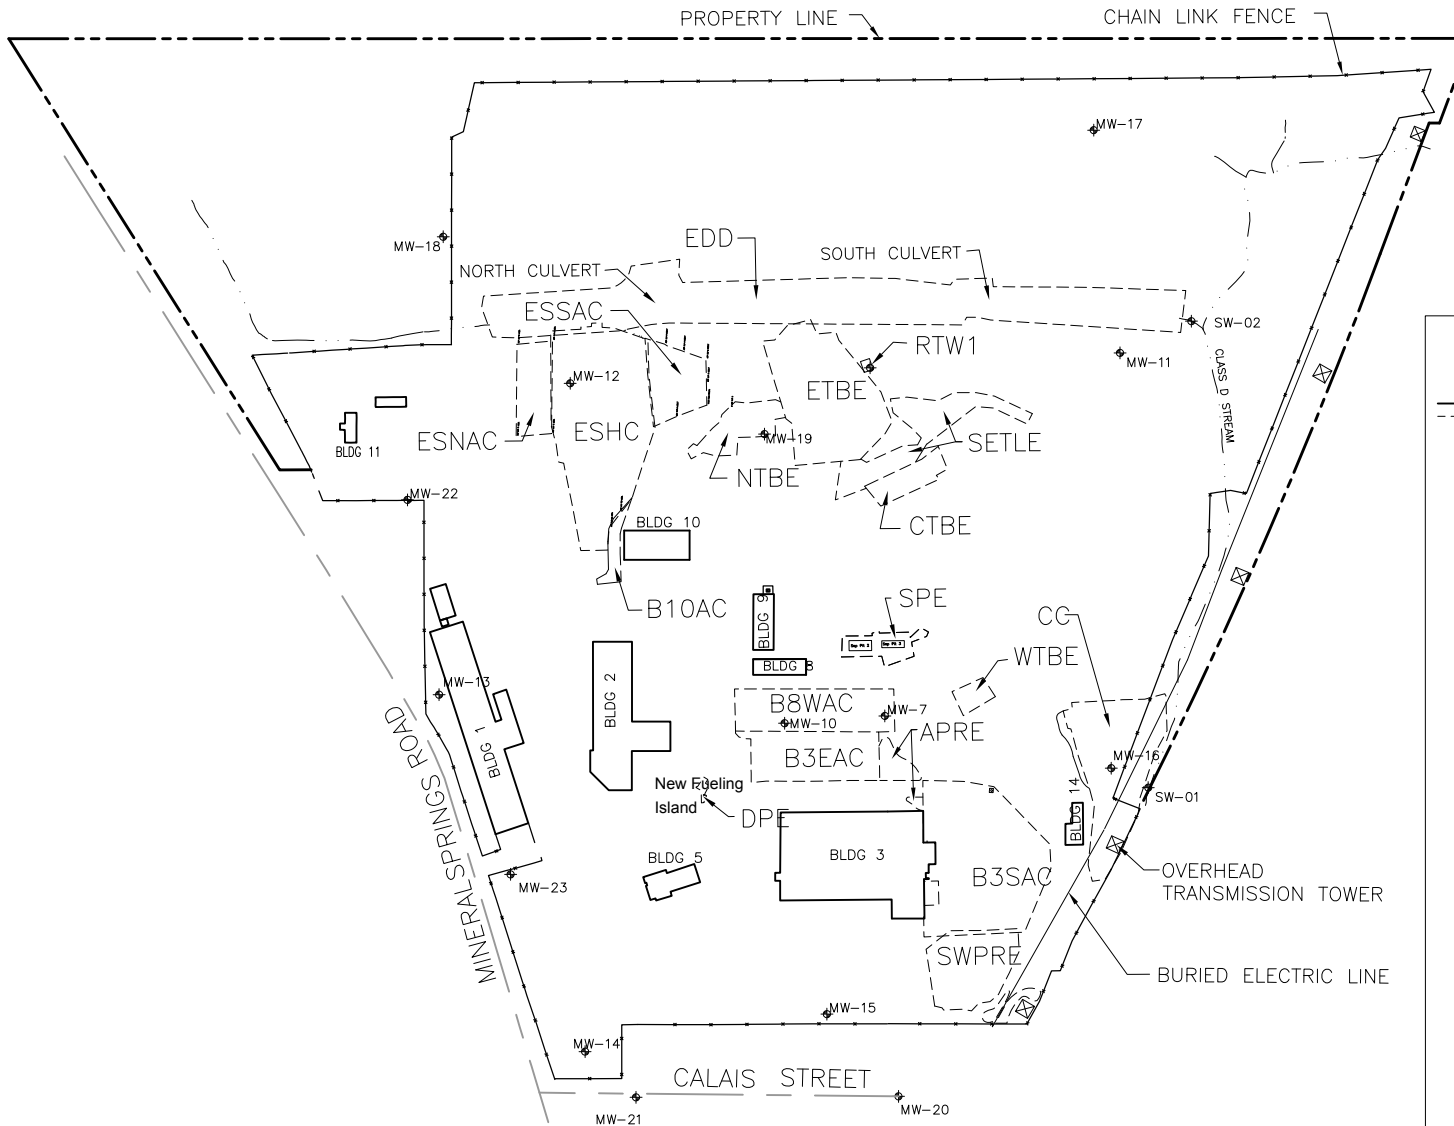 PROPERTY LINE
CHAIN LINK FENCE
MW-17
MW-18
EDD
SOUTH CULVERT
NORTH CULVERT
ESSAC
SW-02
RTW1
MW-11
CLASS D STREAM
MW-12
ETBE
ESHC
ESNAC
MW-19
SETLE
BLDG 11
NTBE
MW-22
BLDG 10
CTBE
B10AC
BLDG 9
SPE
CC
BLDG 8
WTBE
MW-13
BLDG 2
B8WAC
MW-7
MW-10
APRE
BLDG 1
B3EAC
MW-16
MINERAL SPRINGS ROAD
New Fueling
Island
DPE
BLDG 14
SW-01
BLDG 5
BLDG 3
B3SAC
OVERHEAD
TRANSMISSION TOWER
MW-23
SWPRE
BURIED ELECTRIC LINE
MW-15
MW-14
CALAIS STREET
MW-21
MW-20